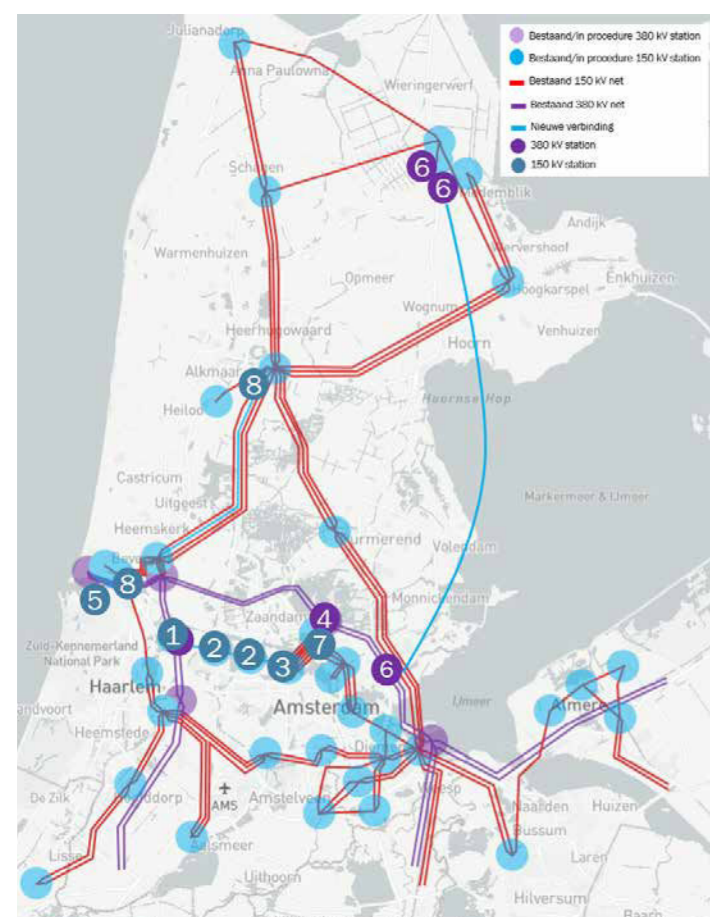 Julianadorp
Anna Paulowna
Wieringerwerf
Bestaand/in procedure 380 kV station
Bestaand/in procedure 150 kV station
Bestaand 150 kV net
Bestaand 380 kV net
Nieuwe verbinding
380 kV station
150 kV station
Schagen
6
6
Medemblik
Andijk
Warmenhuizen
Wervershoof
Opmeer
Hoogkarspel
Enkhuizen
Wognum
Venhuizen
Heerhugowaard
Hoorn
Alkmaar
8
Heiloo
Hoornse Hop
Castricum
Markermeer & IJmeer
Uitgeest
Heemskerk
Purmerend
Volendam
5
8
Monnickendam
Zaandam
4
1
2
2
3
7
6
Zuid-Kennemerland
National Park
Haarlem
IJmeer
Amsterdam
Almere
Heemstede
Diemen
De Zilk
AMS
Amstelveen
Weesp
Naarden
Huizen
Bussum
Lisse
Aalsmeer
Laren
Uithoorn
Hilversum
Baarn